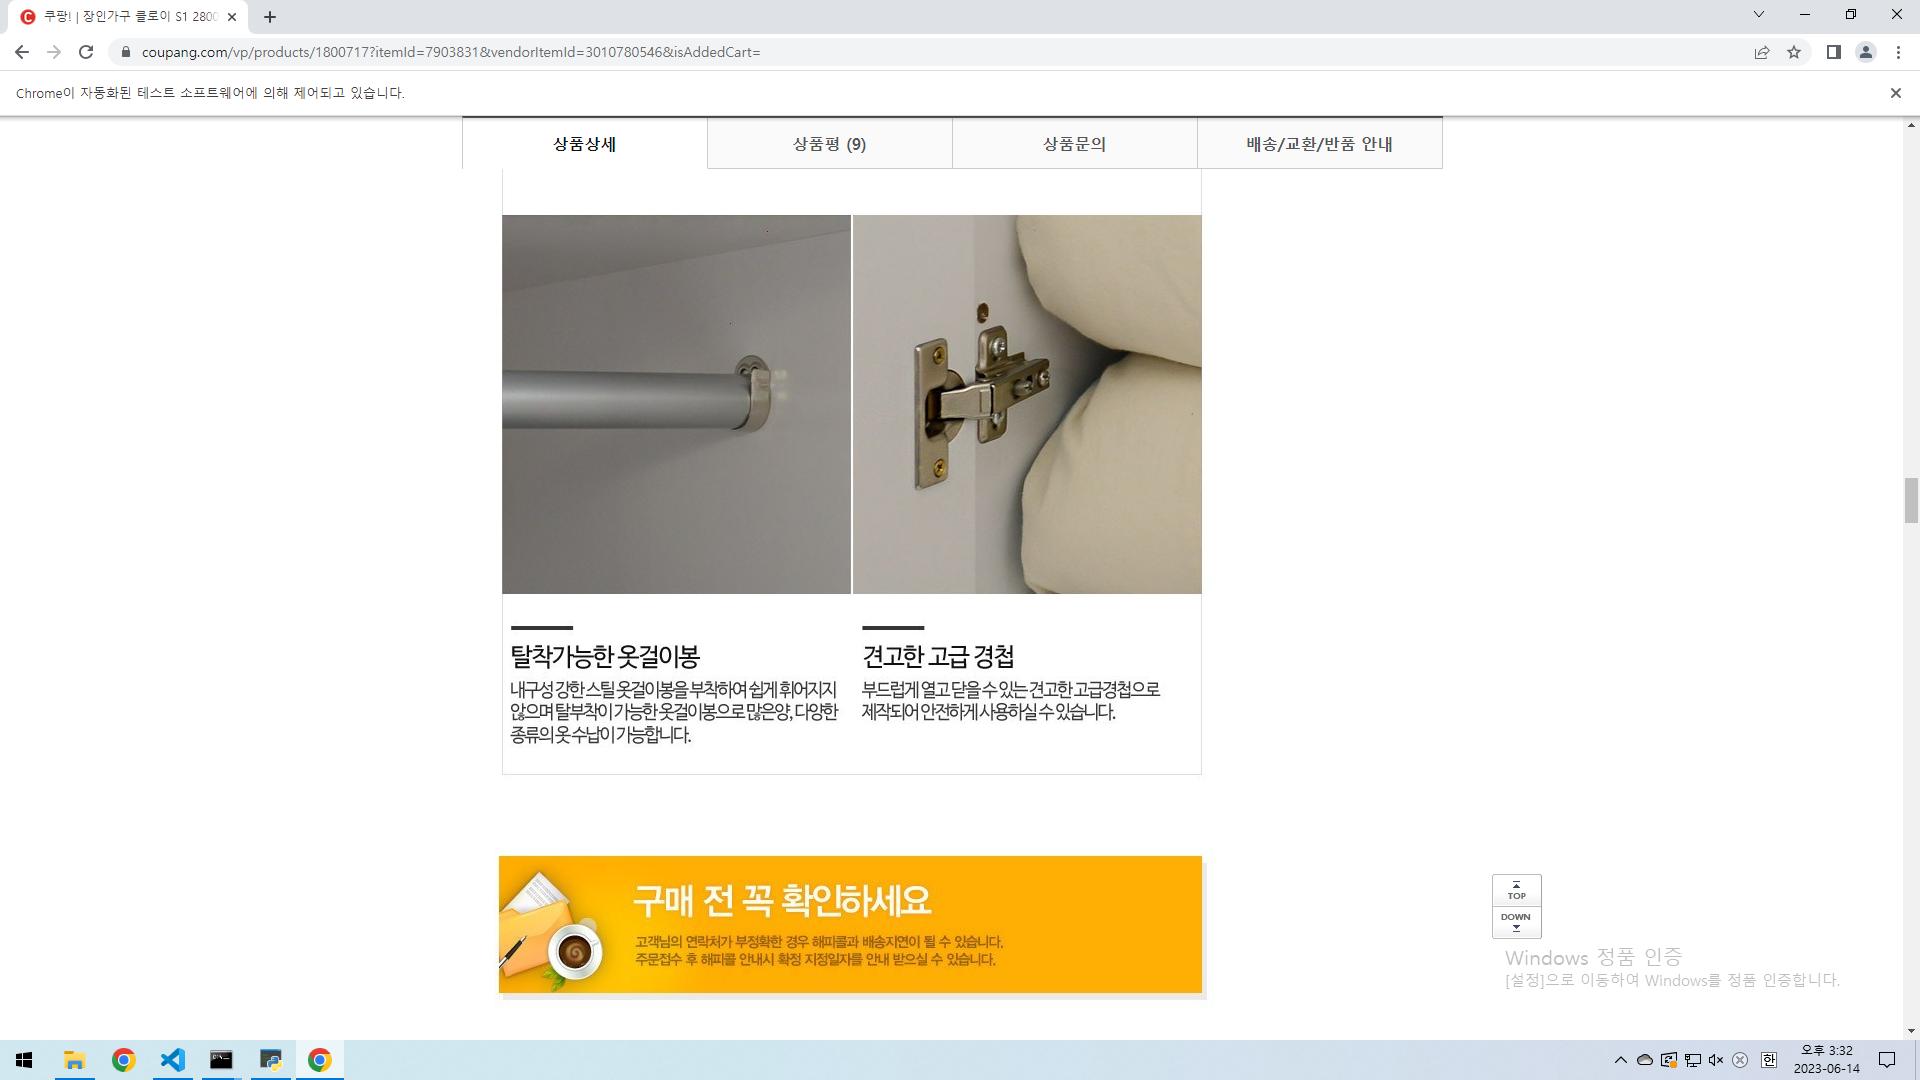 쿠팡! | 장인가구 클로이 S1 2800
coupang.com/vp/products/1800717?itemId=7903831&vendorItemId=3010780546&isAddedCart=
Chrome이 자동화된 테스트 소프트웨어에 의해 제어되고 있습니다.
상품상세
상품평 (9)
상품문의
배송/교환/반품 안내
탈착가능한 옷걸이봉
내구성 강한 스틸 옷걸이봉을 부착하여 쉽게 휘어지지
않으며 탈부착이 가능한 옷걸이봉으로 많은양, 다양한
종류의 옷 수납이 가능합니다.
견고한 고급 경첩
부드럽게 열고 닫을 수 있는 견고한 고급경첩으로
제작되어 안전하게 사용하실 수 있습니다.
구매 전 꼭 확인하세요
고객님의 연락처가 부정확한 경우 해피콜과 배송지연이 될 수 있습니다.
주문접수 후 해피콜 안내시 확정 지정일자를 안내 받으실 수 있습니다.
TOP
DOWN
Windows 정품 인증
[설정]으로 이동하여 Windows를 정품 인증합니다.
한
오후 3:32
2023-06-14